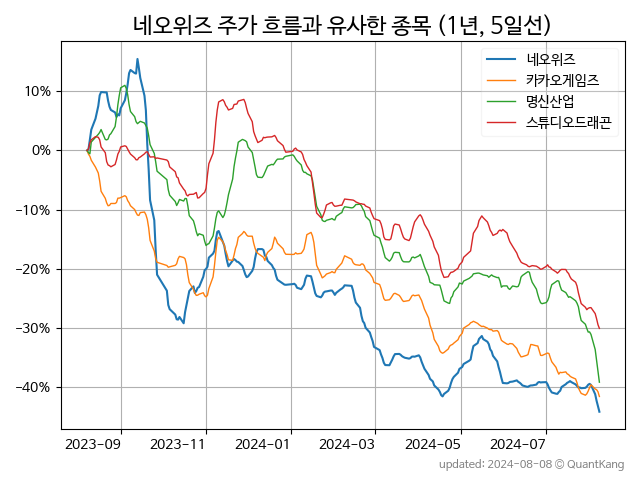 네오위즈 주가 흐름과 유사한 종목 (1년, 5일선)
네오위즈
카카오게임즈
명신산업
스튜디오드래곤
10%
0%
−10%
−20%
−30%
−40%
2023-09 2023-11 2024-01 2024-03 2024-05 2024-07
updated: 2024-08-08 © QuantKang